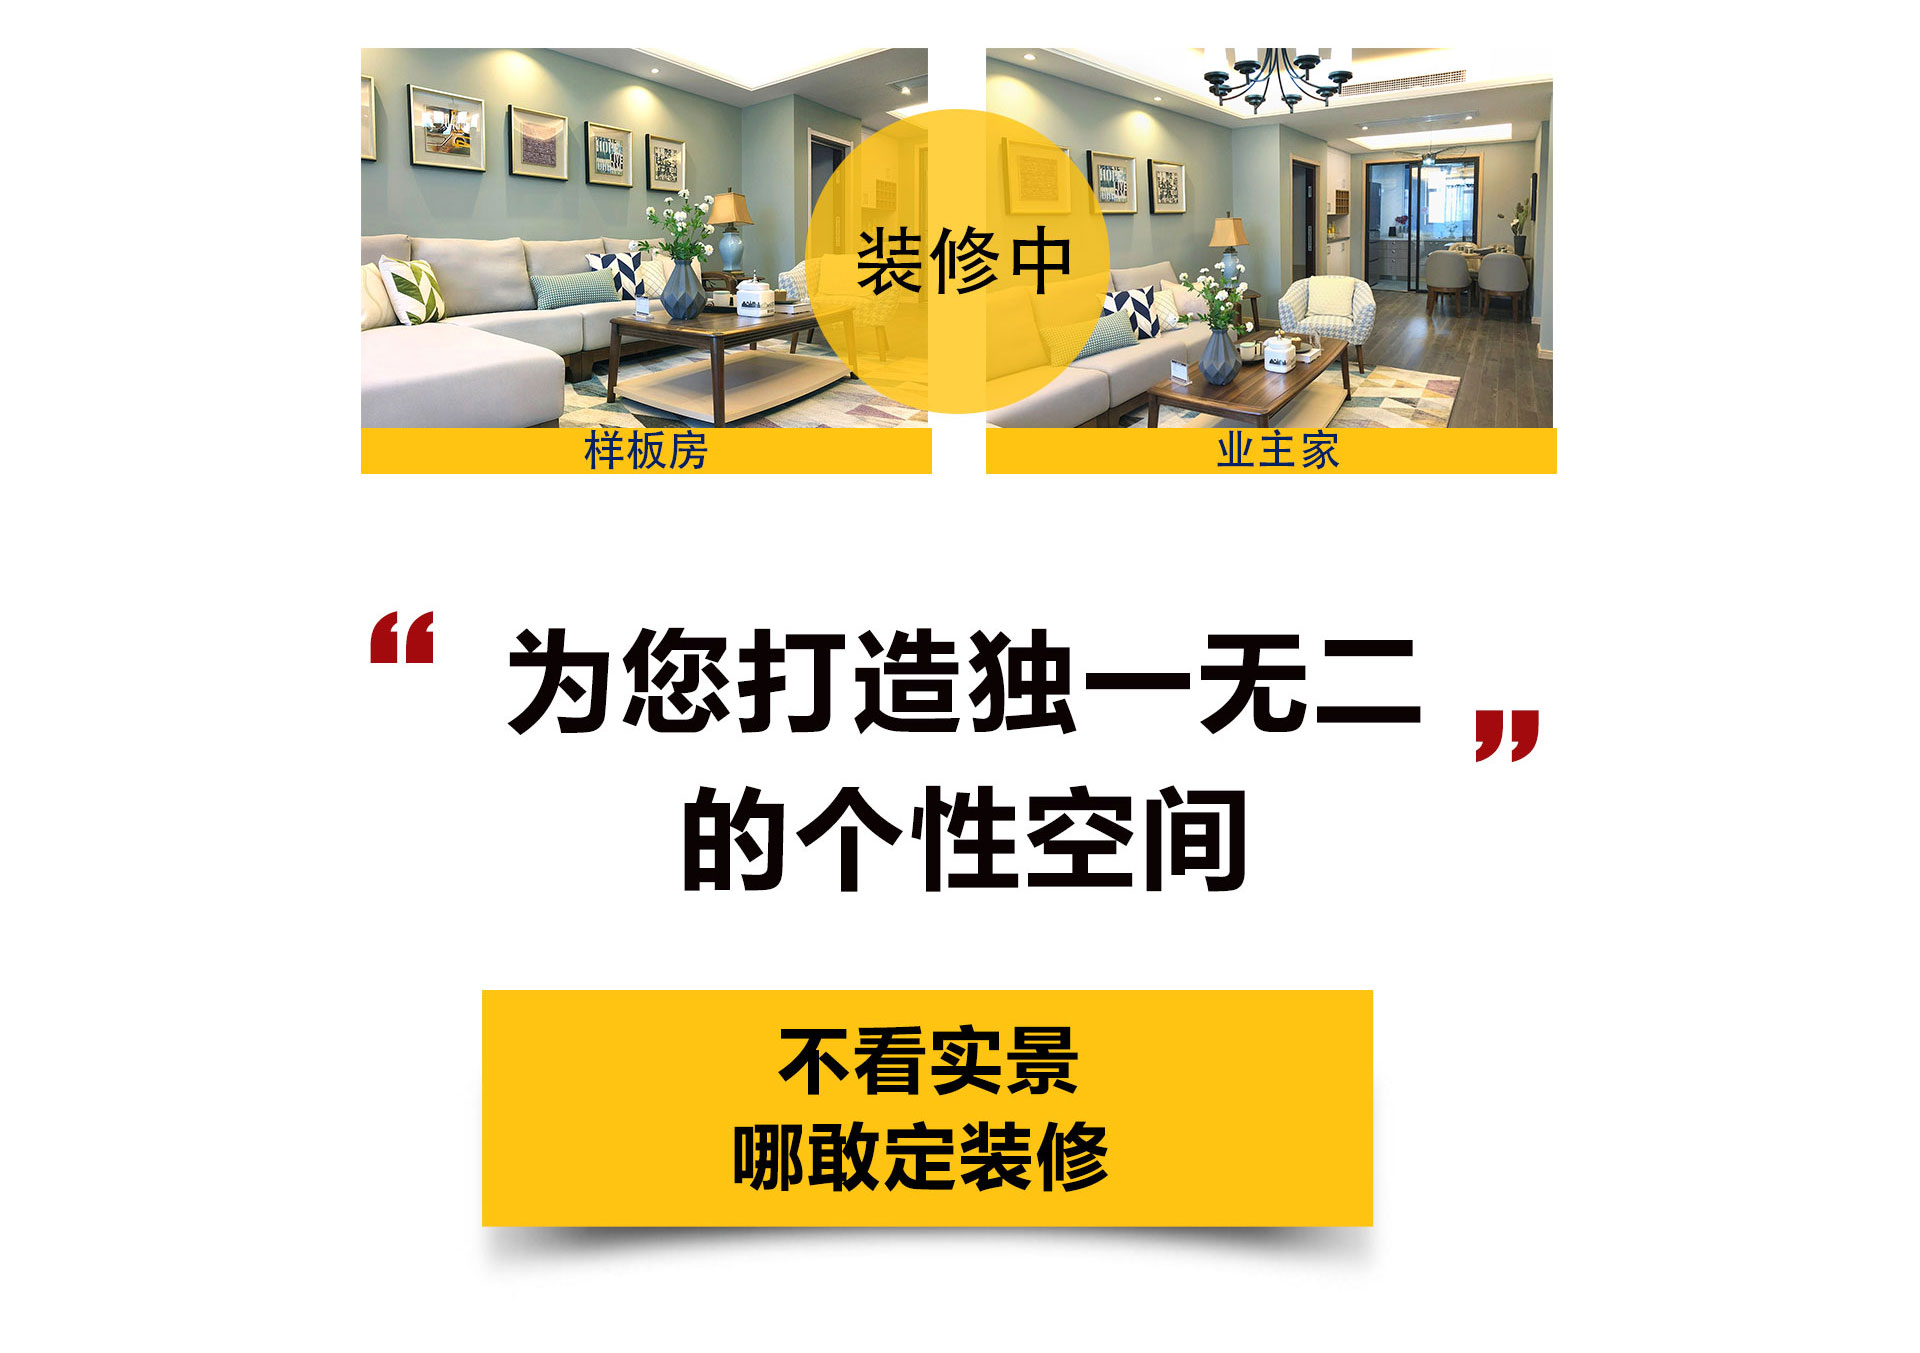 装修中
样板房
业主家
“为您打造独一无二
的个性空间”
不看实景
哪敢定装修